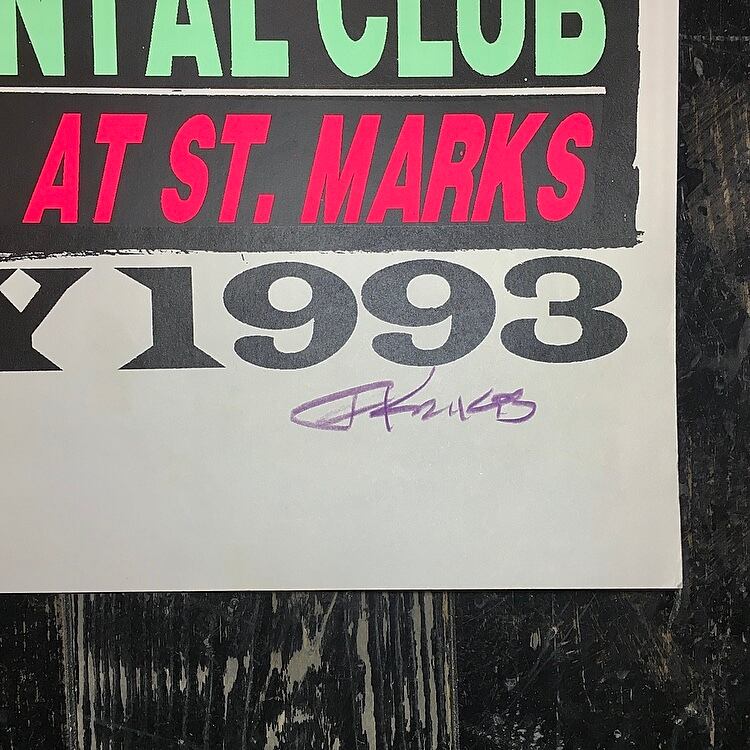 NTAL CLUB
AT ST. MARKS
Y 1993